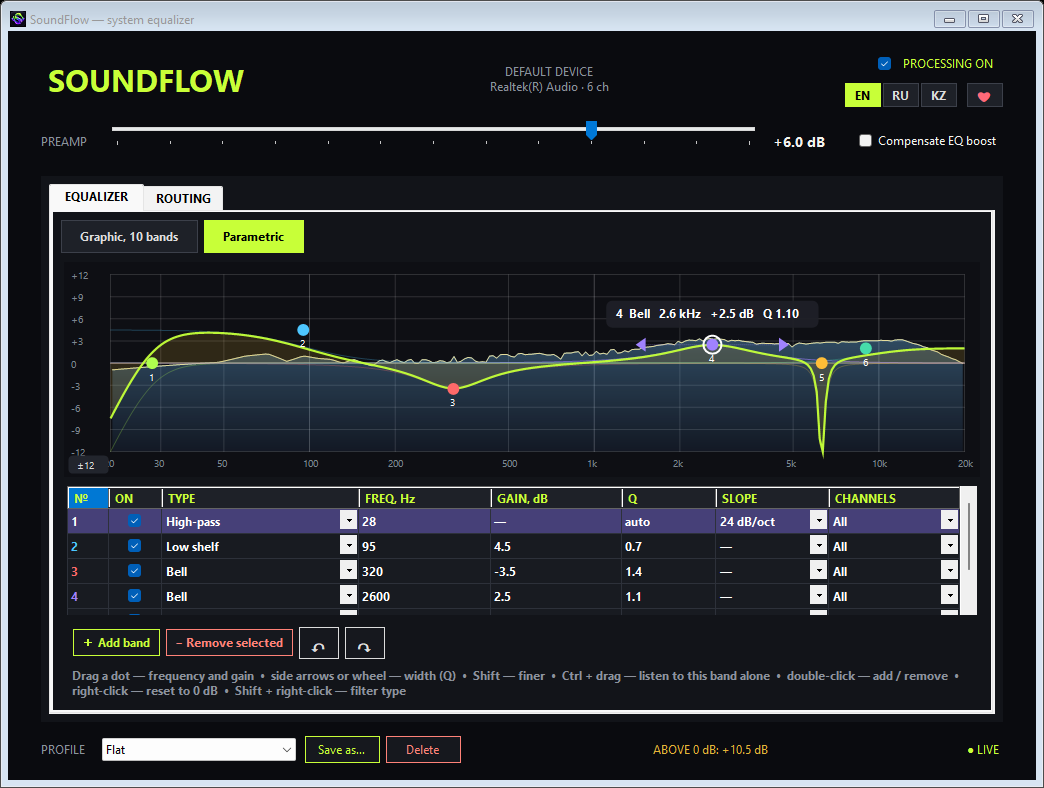 SoundFlow — system equalizer
SOUNDFLOW
DEFAULT DEVICE
Realtek(R) Audio · 6 ch
PROCESSING ON
EN RU KZ
PREAMP
+6.0 dB
Compensate EQ boost
EQUALIZER ROUTING
Graphic, 10 bands Parametric
+12
+9
+6
+3
0
-3
-6
-9
-12
4 Bell 2.6 kHz +2.5 dB Q 1.10
1
2
3
4
5
6
±12
0 30 50 100 200 500 1k 2k 5k 10k 20k
№ ON TYPE FREQ, Hz GAIN, dB Q SLOPE CHANNELS
1 High-pass 28 — auto 24 dB/oct All
2 Low shelf 95 4.5 0.7 — All
3 Bell 320 -3.5 1.4 — All
4 Bell 2600 2.5 1.1 — All
+ Add band – Remove selected
Drag a dot — frequency and gain • side arrows or wheel — width (Q) • Shift — finer • Ctrl + drag — listen to this band alone • double-click — add / remove •
right-click — reset to 0 dB • Shift + right-click — filter type
PROFILE Flat Save as... Delete
ABOVE 0 dB: +10.5 dB
● LIVE